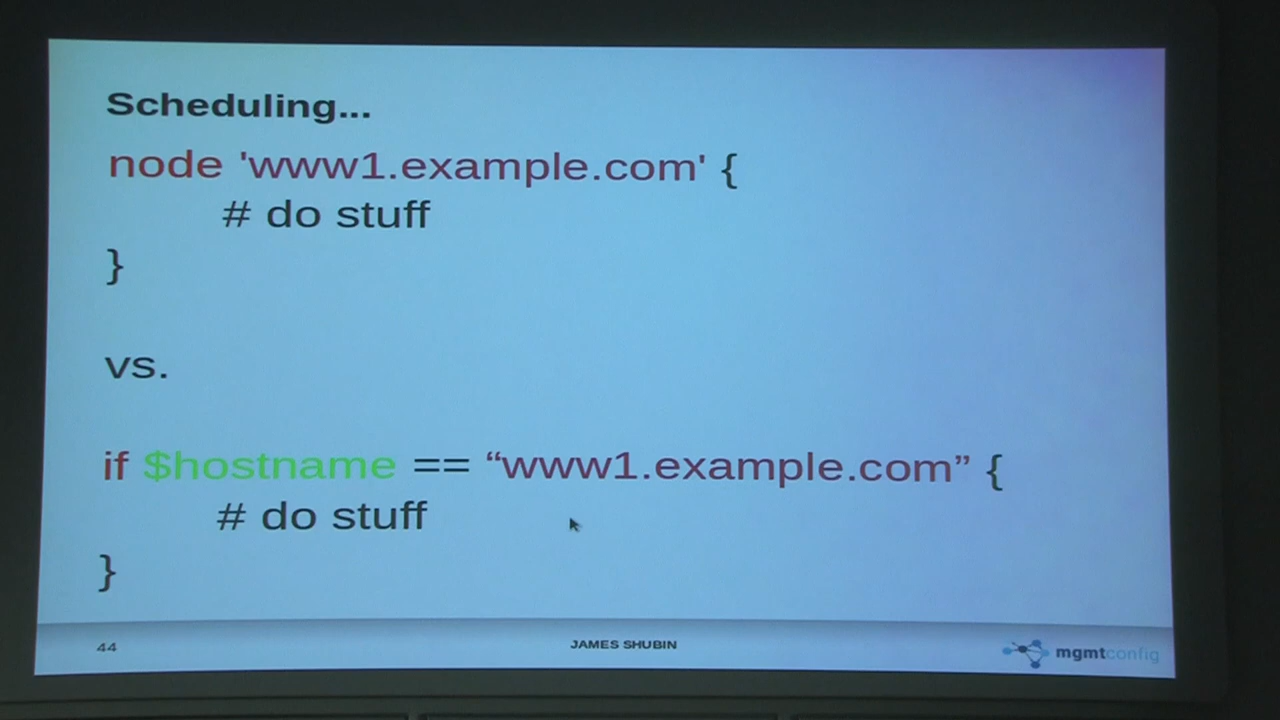 Scheduling...
node 'www1.example.com' {
# do stuff
}
vs.
if $hostname == “www1.example.com” {
# do stuff
}
44
JAMES SHUBIN
mgmtconfig